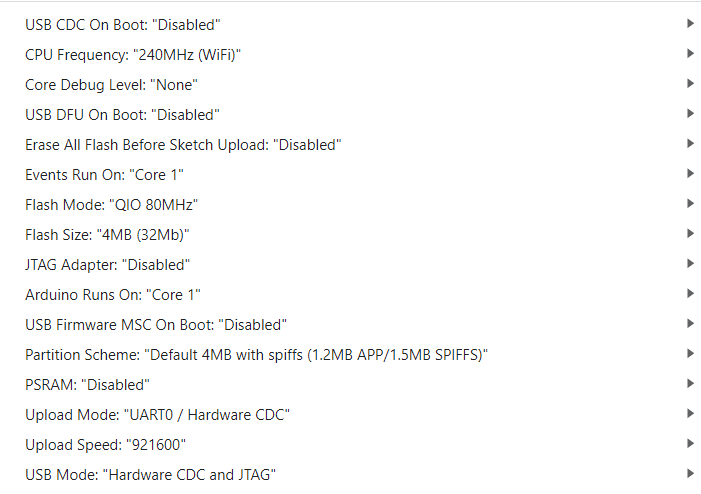 USB CDC On Boot: "Disabled"
CPU Frequency: "240MHz (WiFi)"
Core Debug Level: "None"
USB DFU On Boot: "Disabled"
Erase All Flash Before Sketch Upload: "Disabled"
Events Run On: "Core 1"
Flash Mode: "QIO 80MHz"
Flash Size: "4MB (32Mb)"
JTAG Adapter: "Disabled"
Arduino Runs On: "Core 1"
USB Firmware MSC On Boot: "Disabled"
Partition Scheme: "Default 4MB with spiffs (1.2MB APP/1.5MB SPIFFS)"
PSRAM: "Disabled"
Upload Mode: "UART0 / Hardware CDC"
Upload Speed: "921600"
USB Mode: "Hardware CDC and JTAG"